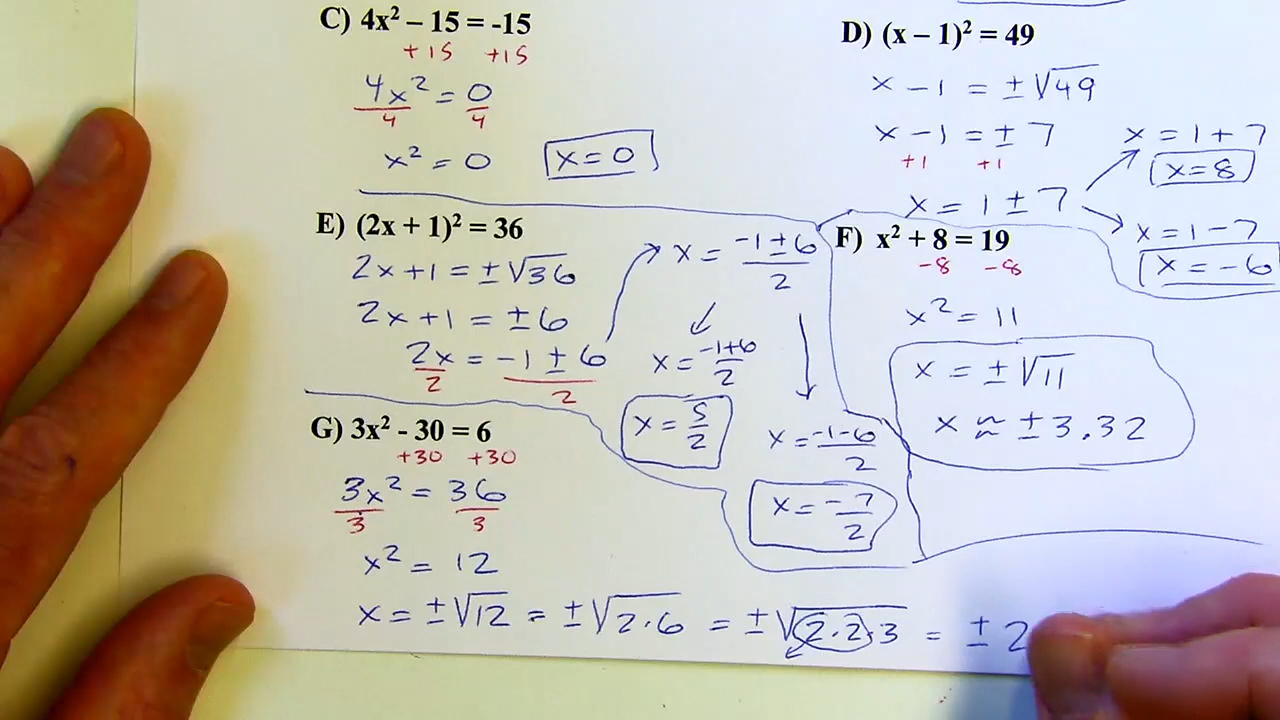 C) 4x² – 15 = -15
+15 +15
4x² = 0
4 4
x² = 0
x = 0
D) (x – 1)² = 49
x – 1 = ±√49
x – 1 = ± 7
+1 +1
x = 1 ± 7
x = 1 + 7
x = 8
x = 1 – 7
x = – 6
E) (2x + 1)² = 36
2x + 1 = ±√36
2x + 1 = ± 6
2x = –1 ± 6
2 2
x = –1 ± 6
2
x = –1+6
2
x = 5
2
x = –1–6
2
x = – 7
2
F) x² + 8 = 19
–8 –8
x² = 11
x = ±√11
x ≈ ±3.32
G) 3x² - 30 = 6
+30 +30
3x² = 36
3 3
x² = 12
x = ±√12 = ±√2·6 = ±√2·2·3 = ± 2